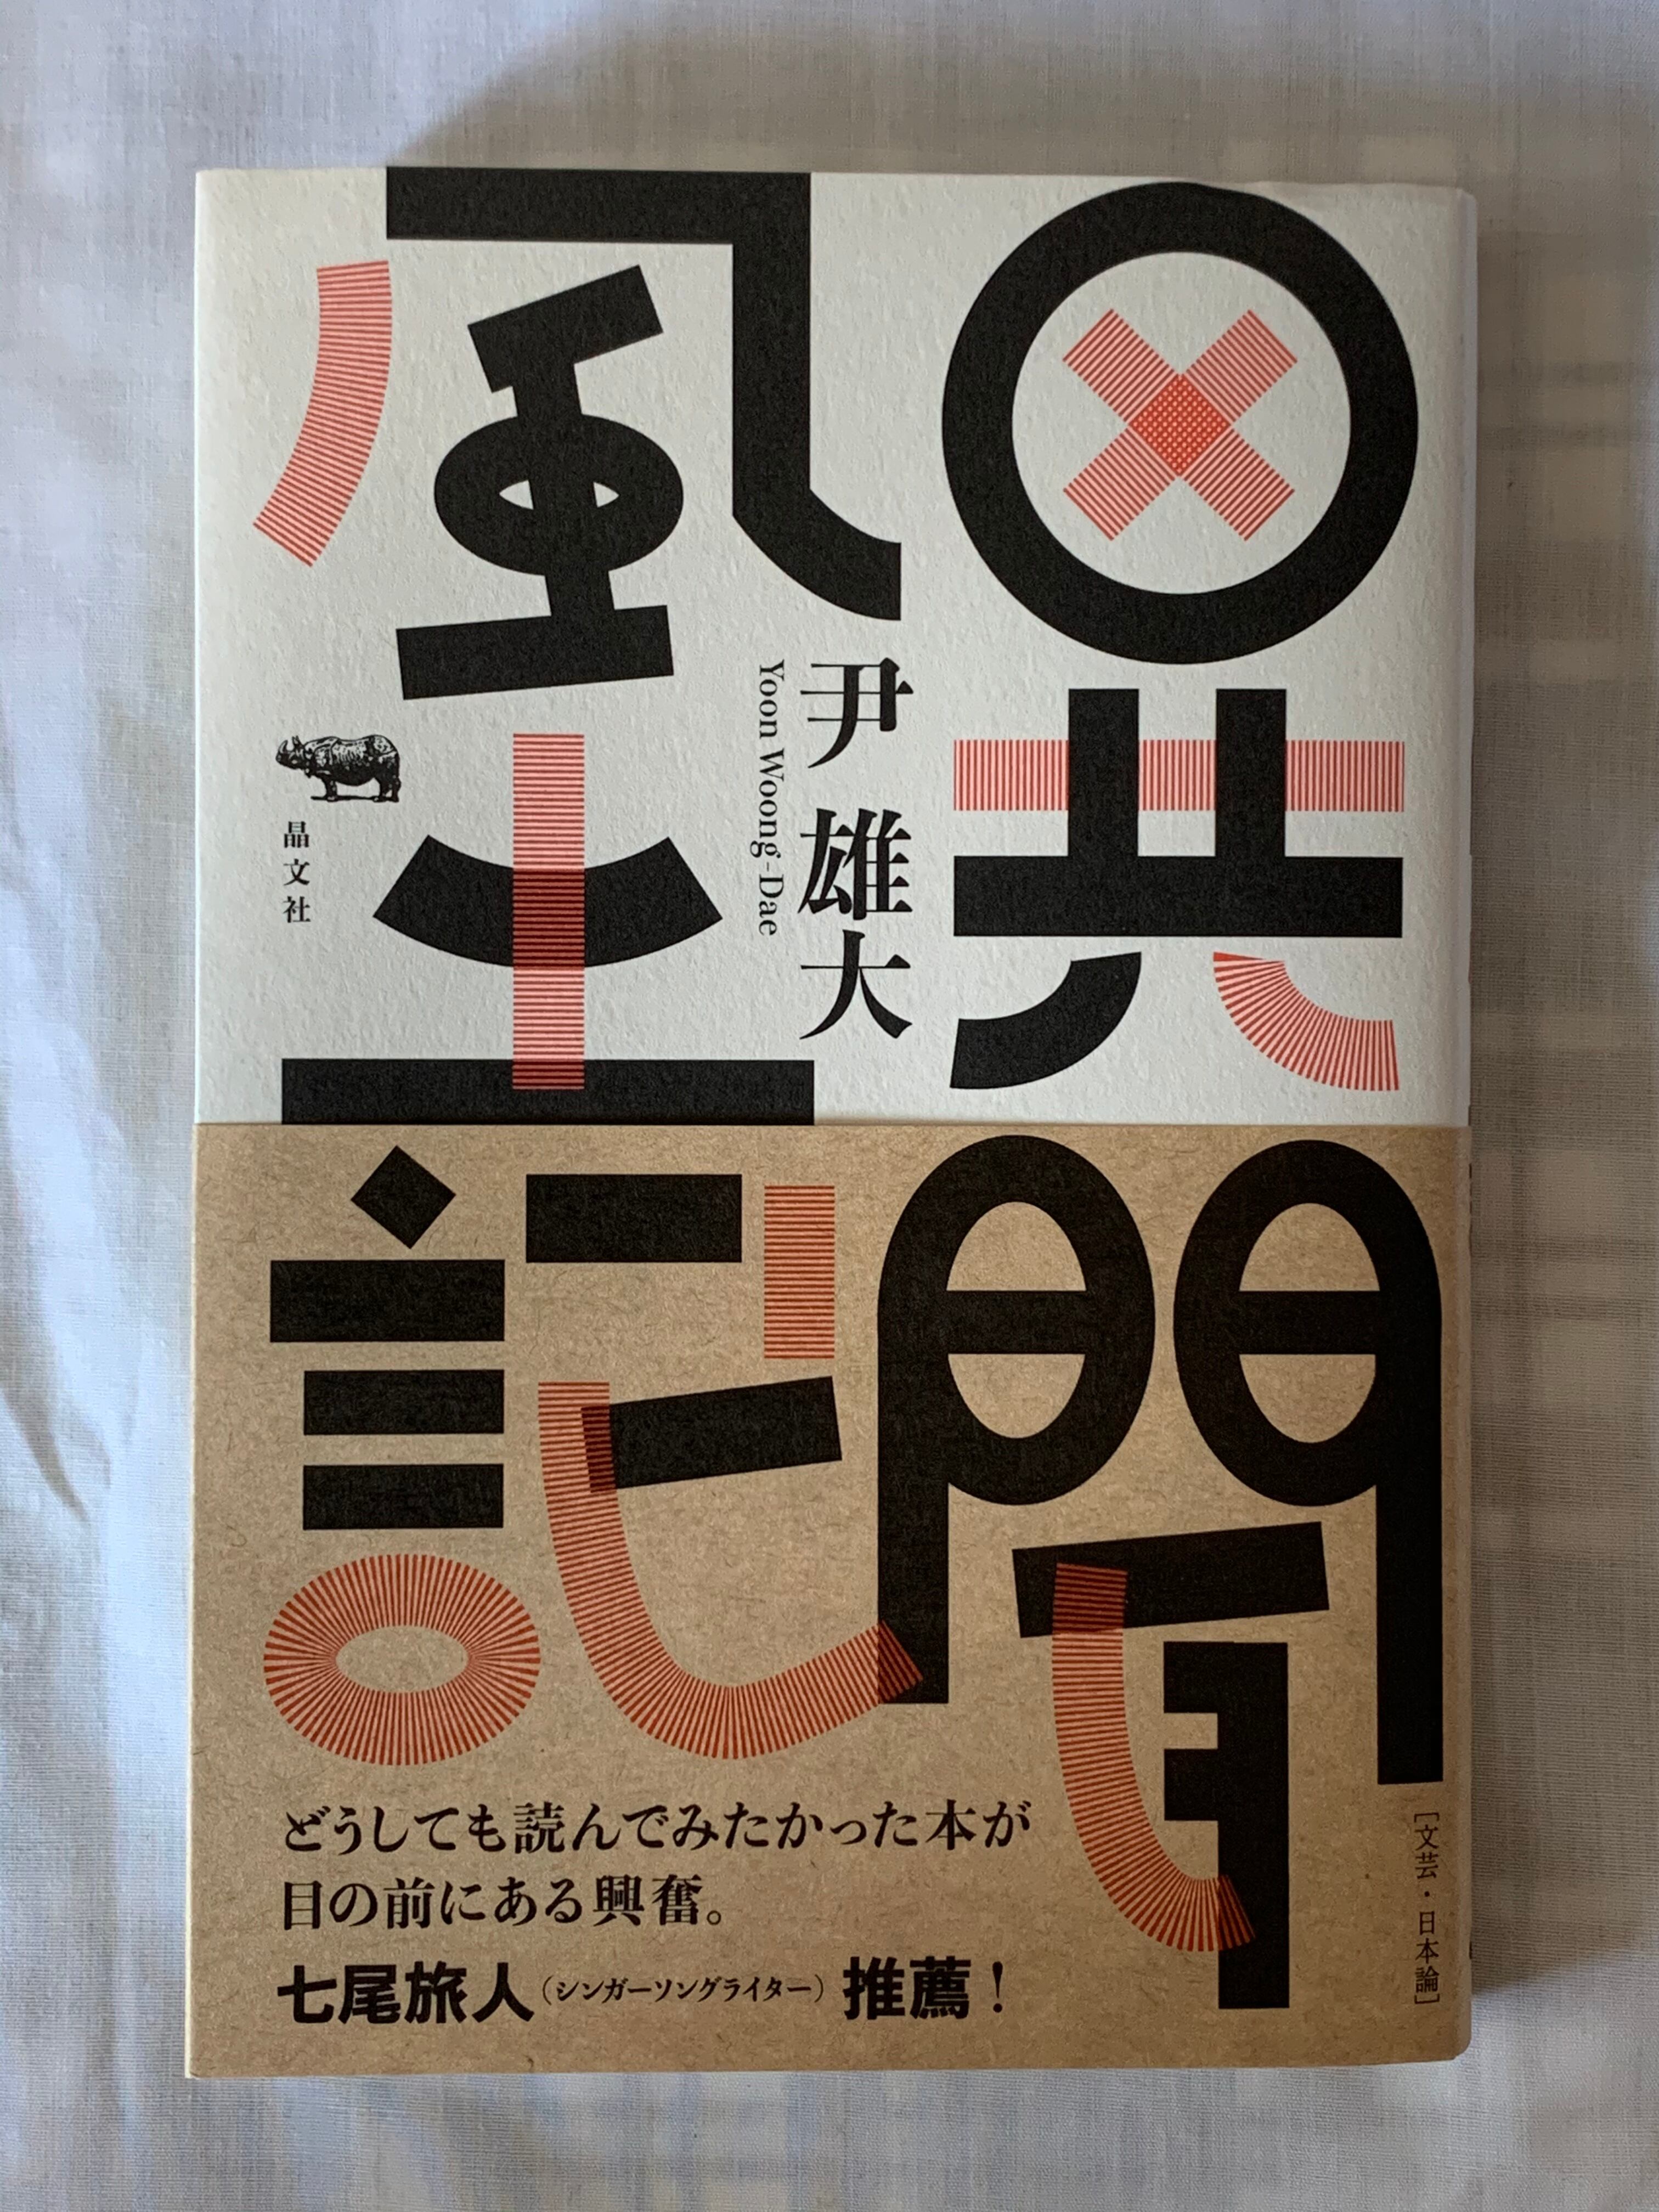 異聞
風土記
尹 雄大
Yoon Woong-Dae
晶文社
どうしても読んでみたかった本が
目の前にある興奮。
七尾旅人（シンガーソングライター）推薦！
［文芸・日本論］